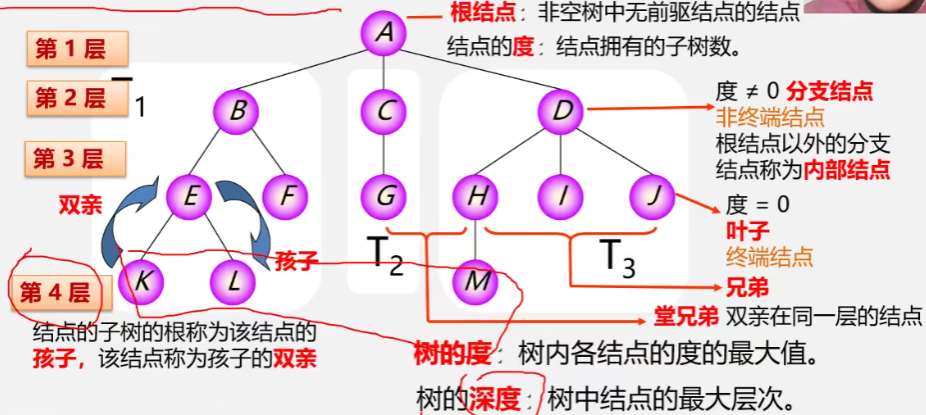 根结点：非空树中无前驱结点的结点
结点的度：结点拥有的子树数。
第 1 层
第 2 层
第 3 层
第 4 层
T
1
A
B
C
D
E
F
G
H
I
J
K
L
M
T2
T3
度 ≠ 0 分支结点
非终端结点
根结点以外的分支
结点称为内部结点
度 = 0
叶子
终端结点
双亲
孩子
兄弟
堂兄弟 双亲在同一层的结点
结点的子树的根称为该结点的
孩子，该结点称为孩子的双亲
树的度：树内各结点的度的最大值。
树的深度：树中结点的最大层次。